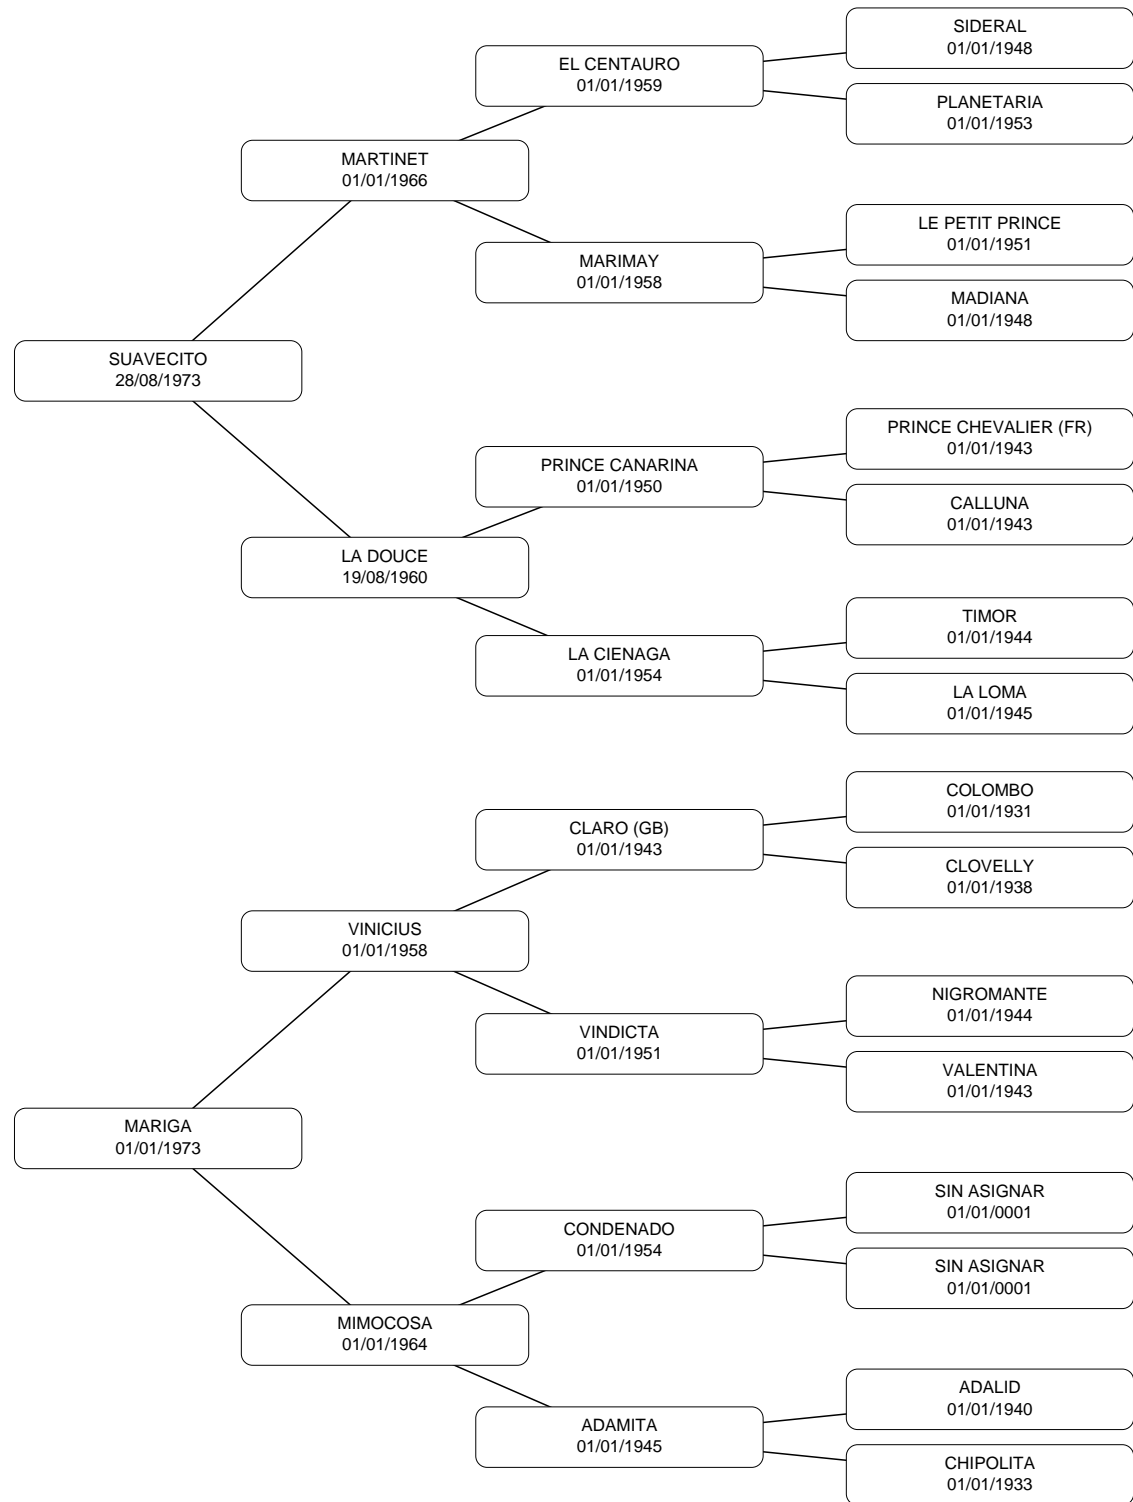 SIDERAL
01/01/1948
EL CENTAURO
01/01/1959
PLANETARIA
01/01/1953
MARTINET
01/01/1966
LE PETIT PRINCE
01/01/1951
MARIMAY
01/01/1958
MADIANA
01/01/1948
SUAVECITO
28/08/1973
PRINCE CHEVALIER (FR)
01/01/1943
PRINCE CANARINA
01/01/1950
CALLUNA
01/01/1943
LA DOUCE
19/08/1960
TIMOR
01/01/1944
LA CIENAGA
01/01/1954
LA LOMA
01/01/1945
COLOMBO
01/01/1931
CLARO (GB)
01/01/1943
CLOVELLY
01/01/1938
VINICIUS
01/01/1958
NIGROMANTE
01/01/1944
VINDICTA
01/01/1951
VALENTINA
01/01/1943
MARIGA
01/01/1973
SIN ASIGNAR
01/01/0001
CONDENADO
01/01/1954
SIN ASIGNAR
01/01/0001
MIMOCOSA
01/01/1964
ADALID
01/01/1940
ADAMITA
01/01/1945
CHIPOLITA
01/01/1933